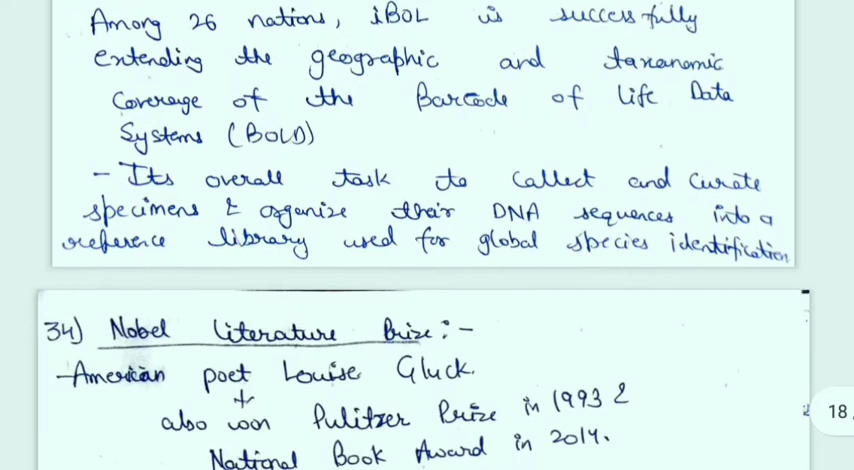 Among 26 nations, iBOL is successfully
extending the geographic and taxanomic
Coverage of the Barcode of life Data
Systems (BOLD)
- Its overall task to Collect and Curate
specimens & organize their DNA sequences into a
reference library used for global species identification
34) Nobel literature Prize:-
- American poet Louise Gluck.
+
also won Pulitzer Prize in 1993 &
National Book Award in 2014.
18